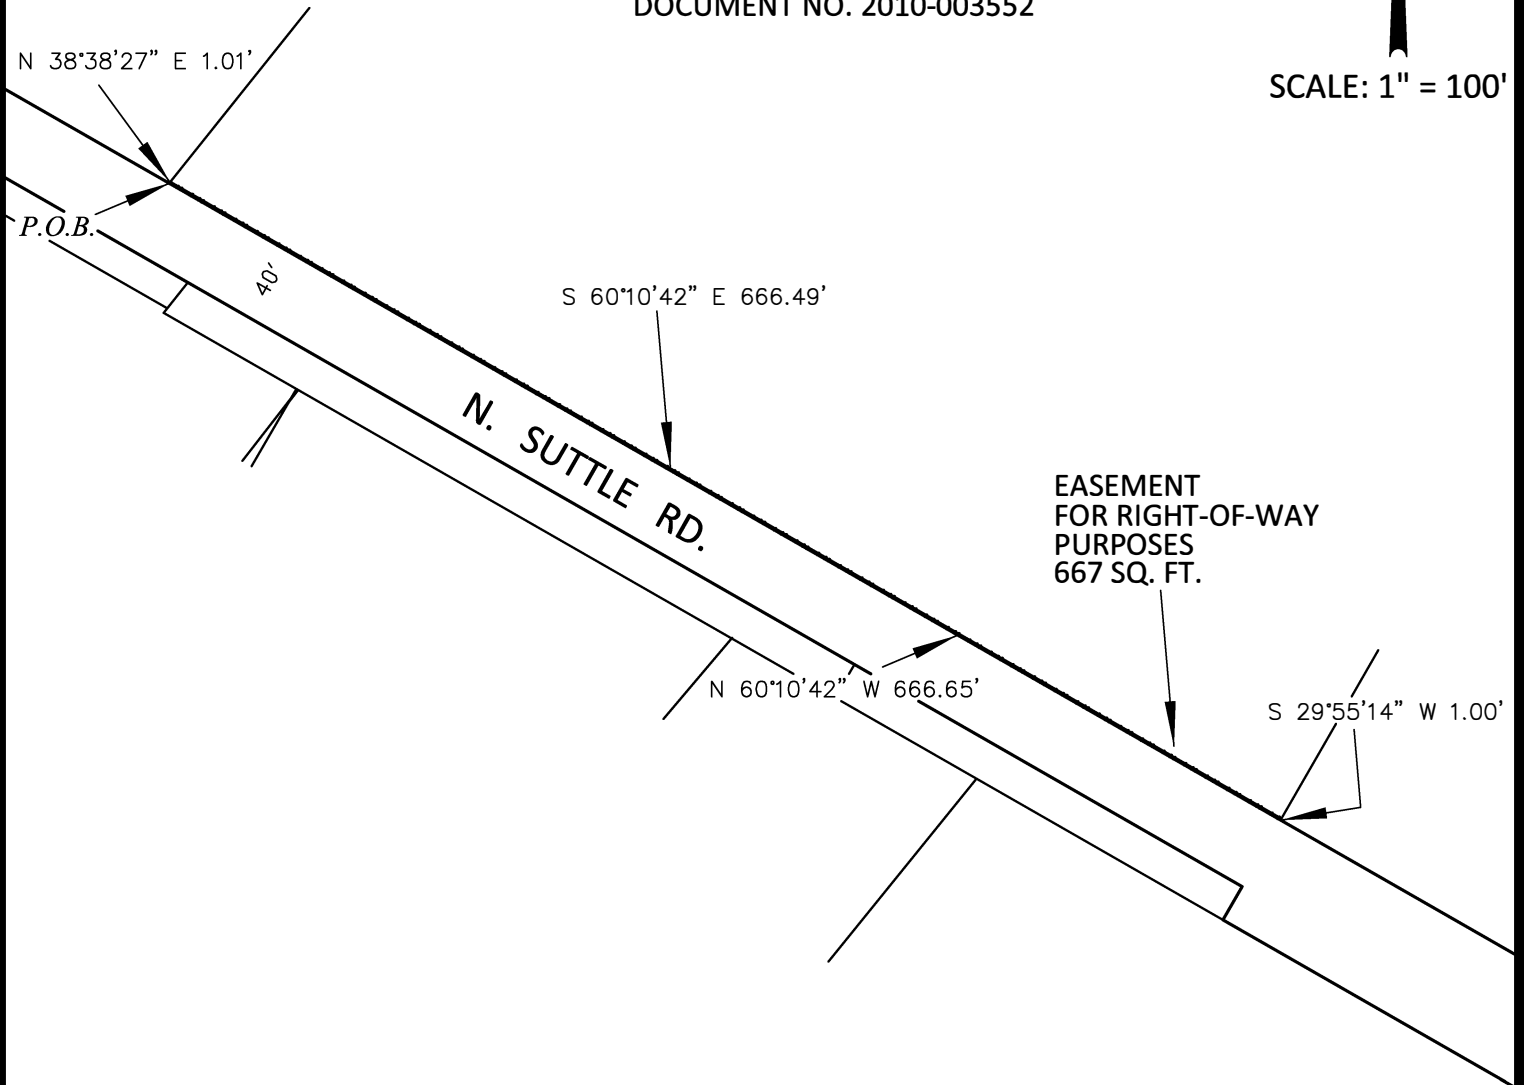 DOCUMENT NO. 2010-003552
N 38°38'27" E 1.01'
SCALE: 1" = 100'
P.O.B.
40'
S 60°10'42" E 666.49'
N. SUTTLE RD.
EASEMENT
FOR RIGHT-OF-WAY
PURPOSES
667 SQ. FT.
N 60°10'42" W 666.65'
S 29°55'14" W 1.00'